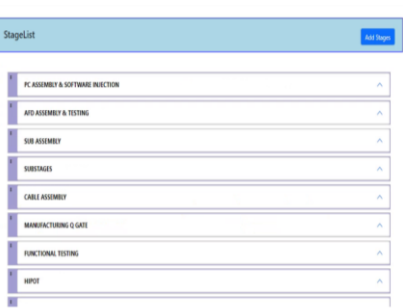 StageList
Add Stages
PC ASSEMBLY & SOFTWARE INJECTION
AFD ASSEMBLY & TESTING
SUB ASSEMBLY
SUBSTAGES
CABLE ASSEMBLY
MANUFACTURING Q GATE
FUNCTIONAL TESTING
HIPOT